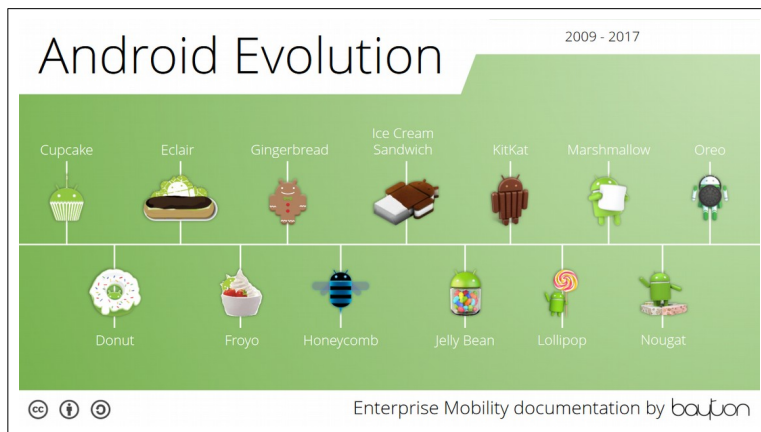 Android Evolution
2009 - 2017
Cupcake
Eclair
Gingerbread
Ice Cream
Sandwich
KitKat
Marshmallow
Oreo
Donut
Froyo
Honeycomb
Jelly Bean
Lollipop
Nougat
cc
Enterprise Mobility documentation by bayton